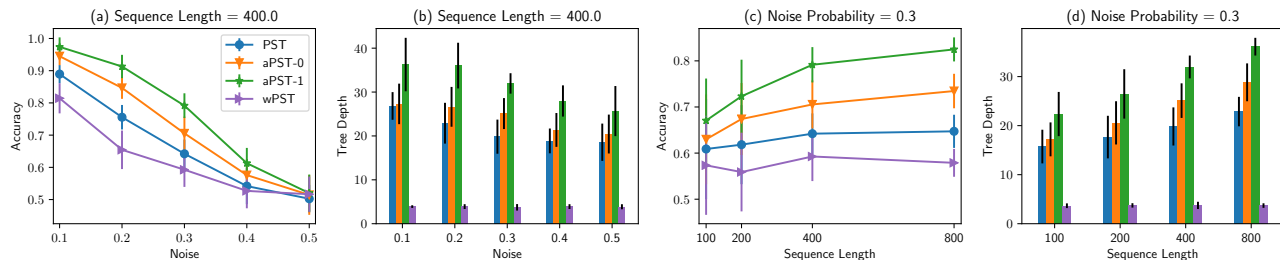 (a) Sequence Length = 400.0
1.0
0.9
0.8
0.7
0.6
0.5
Accuracy
0.1
0.2
0.3
0.4
0.5
Noise
PST
aPST-0
aPST-1
wPST
(b) Sequence Length = 400.0
40
30
20
10
0
Tree Depth
0.1
0.2
0.3
0.4
0.5
Noise
(c) Noise Probability = 0.3
0.8
0.7
0.6
0.5
Accuracy
100
200
400
800
Sequence Length
(d) Noise Probability = 0.3
30
20
10
0
Tree Depth
100
200
400
800
Sequence Length